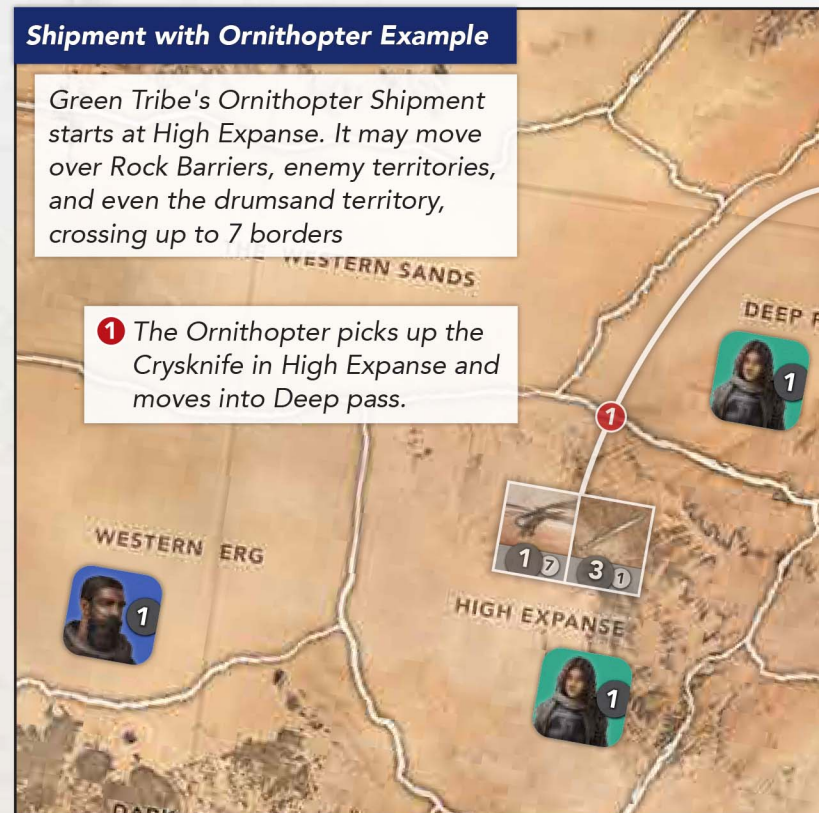 Shipment with Ornithopter Example
Green Tribe's Ornithopter Shipment
starts at High Expanse. It may move
over Rock Barriers, enemy territories,
and even the drumsand territory,
crossing up to 7 borders
WESTERN SANDS
1 The Ornithopter picks up the
Crysknife in High Expanse and
moves into Deep pass.
DEEP
1
1
1 7 3 1
WESTERN ERG
1
HIGH EXPANSE
1